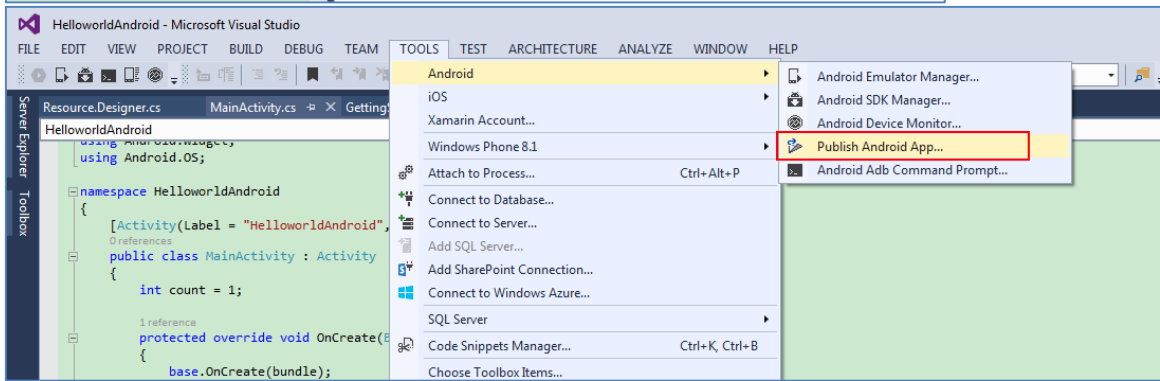 HelloworldAndroid - Microsoft Visual Studio
FILE EDIT VIEW PROJECT BUILD DEBUG TEAM TOOLS TEST ARCHITECTURE ANALYZE WINDOW HELP
Server Explorer
Toolbox
Resource.Designer.cs MainActivity.cs Getting
HelloworldAndroid
using Android.Widget;
using Android.OS;
namespace HelloworldAndroid
{
[Activity(Label = "HelloworldAndroid",
0 references
public class MainActivity : Activity
{
int count = 1;
1 reference
protected override void OnCreate(
{
base.OnCreate(bundle);
Android
iOS
Xamarin Account...
Windows Phone 8.1
Attach to Process... Ctrl+Alt+P
Connect to Database...
Connect to Server...
Add SQL Server...
Add SharePoint Connection...
Connect to Windows Azure...
SQL Server
Code Snippets Manager... Ctrl+K, Ctrl+B
Choose Toolbox Items...
Android Emulator Manager...
Android SDK Manager...
Android Device Monitor...
Publish Android App...
Android Adb Command Prompt...